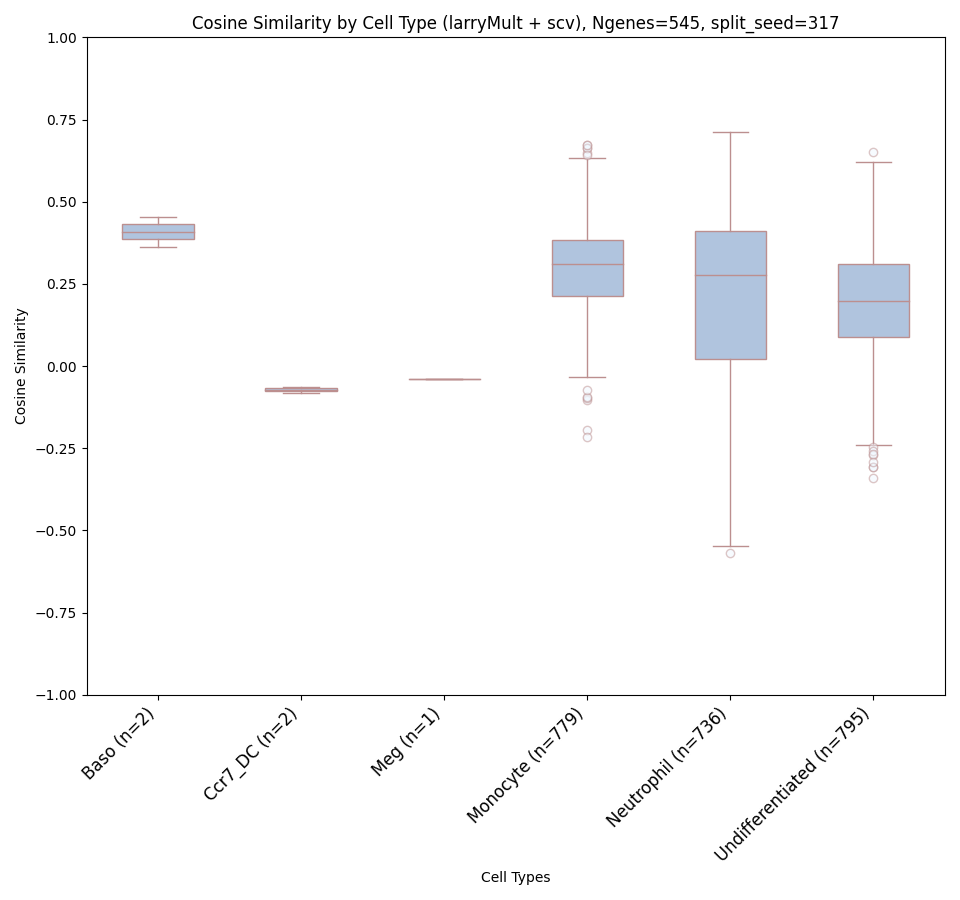 Cosine Similarity by Cell Type (larryMult + scv), Ngenes=545, split_seed=317
1.00
0.75
0.50
0.25
0.00
−0.25
−0.50
−0.75
−1.00
Cosine Similarity
Baso (n=2)
Ccr7_DC (n=2)
Meg (n=1)
Monocyte (n=779)
Neutrophil (n=736)
Undifferentiated (n=795)
Cell Types